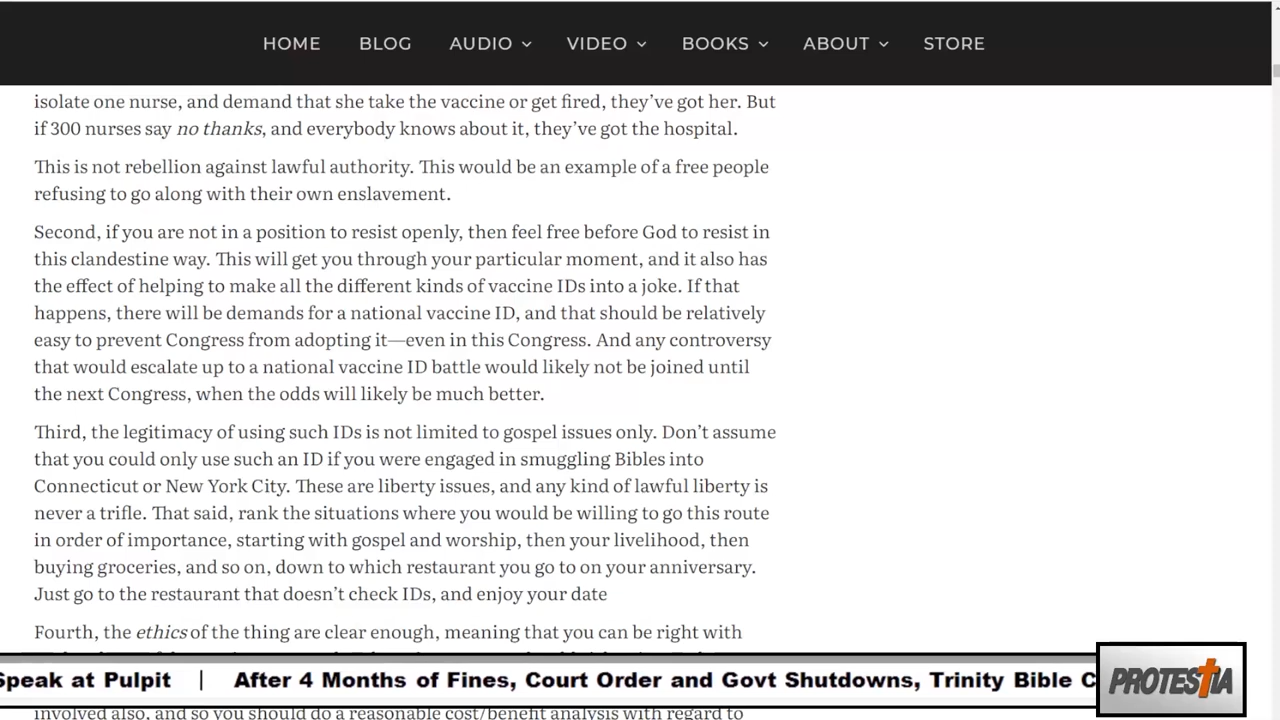 HOME BLOG AUDIO VIDEO BOOKS ABOUT STORE
isolate one nurse, and demand that she take the vaccine or get fired, they’ve got her. But
if 300 nurses say no thanks, and everybody knows about it, they’ve got the hospital.
This is not rebellion against lawful authority. This would be an example of a free people
refusing to go along with their own enslavement.
Second, if you are not in a position to resist openly, then feel free before God to resist in
this clandestine way. This will get you through your particular moment, and it also has
the effect of helping to make all the different kinds of vaccine IDs into a joke. If that
happens, there will be demands for a national vaccine ID, and that should be relatively
easy to prevent Congress from adopting it—even in this Congress. And any controversy
that would escalate up to a national vaccine ID battle would likely not be joined until
the next Congress, when the odds will likely be much better.
Third, the legitimacy of using such IDs is not limited to gospel issues only. Don’t assume
that you could only use such an ID if you were engaged in smuggling Bibles into
Connecticut or New York City. These are liberty issues, and any kind of lawful liberty is
never a trifle. That said, rank the situations where you would be willing to go this route
in order of importance, starting with gospel and worship, then your livelihood, then
buying groceries, and so on, down to which restaurant you go to on your anniversary.
Just go to the restaurant that doesn’t check IDs, and enjoy your date
Fourth, the ethics of the thing are clear enough, meaning that you can be right with
Speak at Pulpit | After 4 Months of Fines, Court Order and Govt Shutdowns, Trinity Bible C
PROTESTIA
involved also, and so you should do a reasonable cost/benefit analysis with regard to